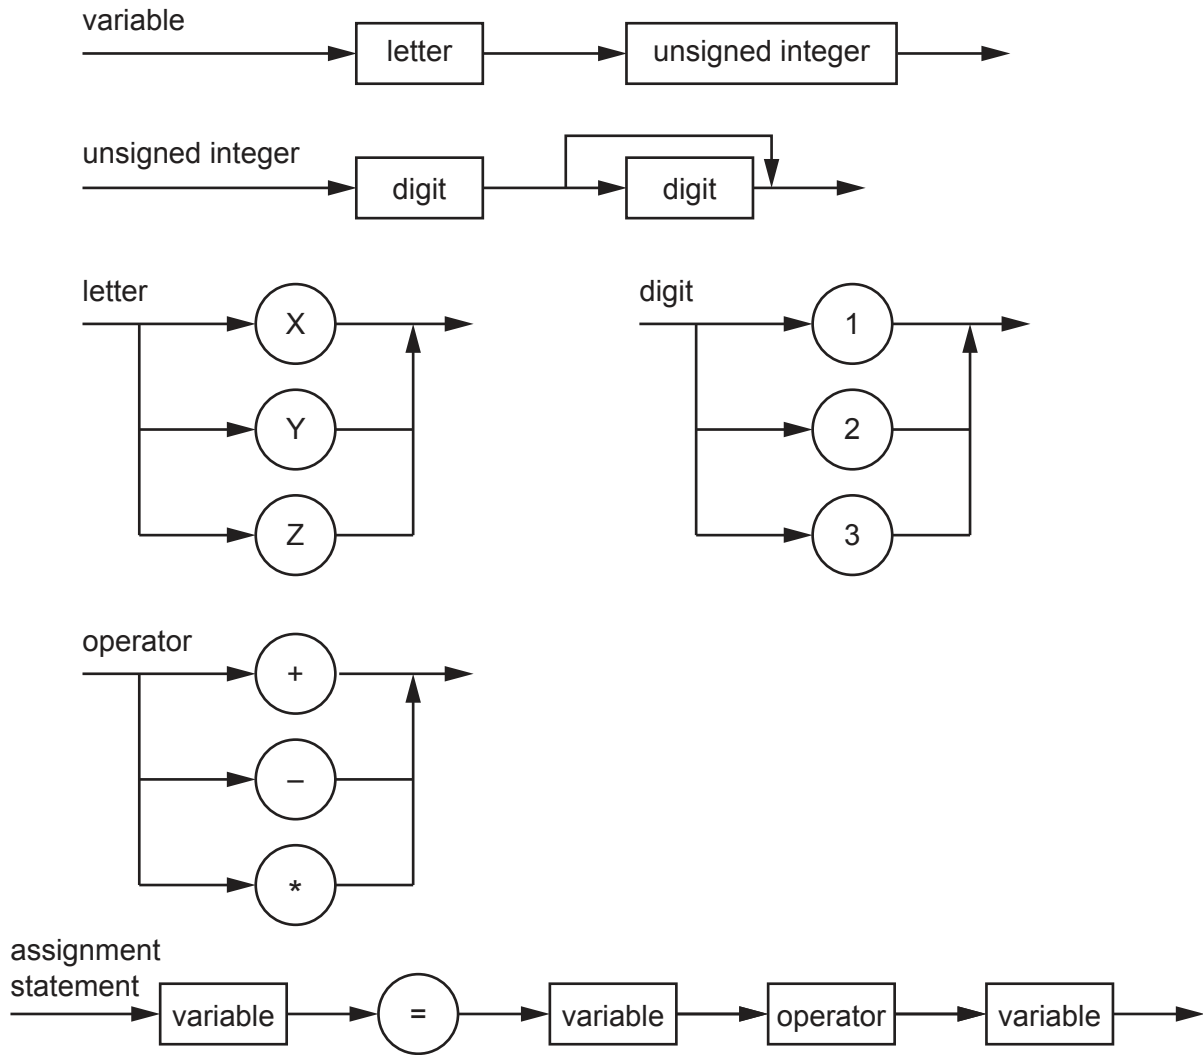 variable
letter unsigned integer
unsigned integer
digit digit
letter digit
X 1
Y 2
Z 3
operator
+
–
*
assignment
statement
variable = variable operator variable